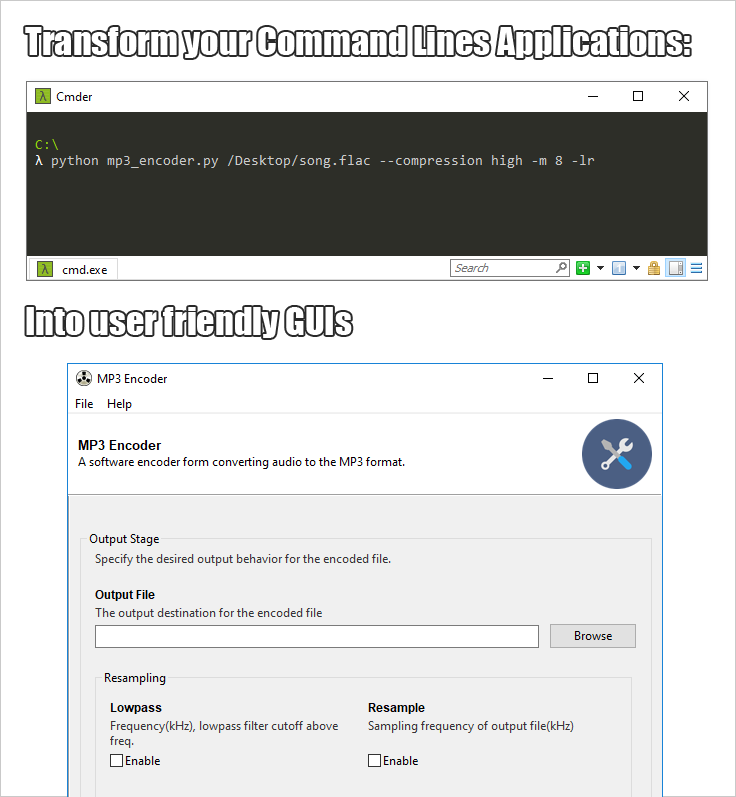 Transform your Command Lines Applications:
Cmder
C:\
λ python mp3_encoder.py /Desktop/song.flac --compression high -m 8 -lr
cmd.exe
Search
Into user friendly GUIs
MP3 Encoder
File Help
MP3 Encoder
A software encoder form converting audio to the MP3 format.
Output Stage
Specify the desired output behavior for the encoded file.
Output File
The output destination for the encoded file
Browse
Resampling
Lowpass
Frequency(kHz), lowpass filter cutoff above
freq.
Enable
Resample
Sampling frequency of output file(kHz)
Enable